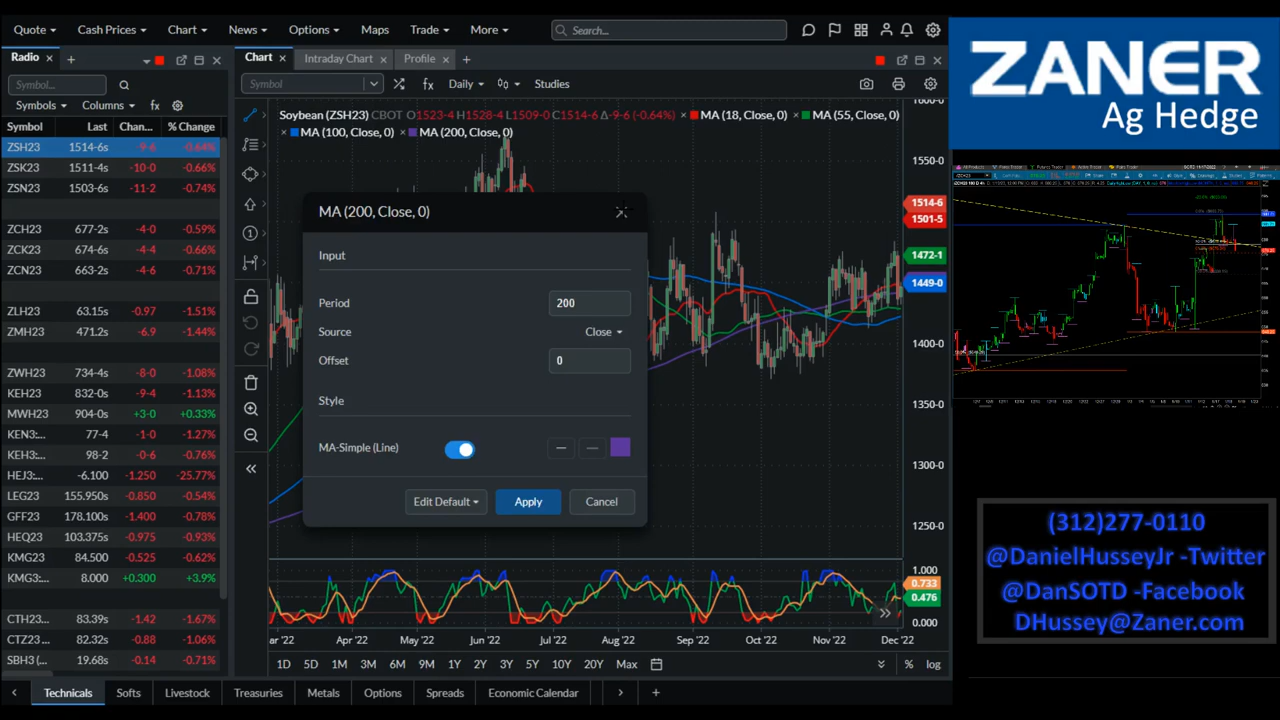 Quote Cash Prices Chart News Options Maps Trade More Search...
Radio
Chart Intraday Chart Profile
Symbol...
Symbol Daily Studies
Symbols Columns fx
Symbol Last Chan... % Change
ZSH23 1514-6s -9-6 -0.64%
ZSK23 1511-4s -10-0 -0.66%
ZSN23 1503-6s -11-2 -0.74%
ZCH23 677-2s -4-0 -0.59%
ZCK23 674-6s -4-4 -0.66%
ZCN23 663-2s -4-6 -0.71%
ZLH23 63.15s -0.97 -1.51%
ZMH23 471.2s -6.9 -1.44%
ZWH23 734-4s -8-0 -1.08%
KEH23 832-0s -9-4 -1.13%
MWH23 904-0s +3-0 +0.33%
KEN3:... 77-4 -1-0 -1.27%
KEH3:... 98-2 -0-6 -0.76%
HEJ3:... -6.100 -1.250 -25.77%
LEG23 155.950s -0.850 -0.54%
GFF23 178.100s -1.400 -0.78%
HEQ23 103.375s -0.975 -0.93%
KMG23 84.500 -0.525 -0.62%
KMG3:... 8.000 +0.300 +3.9%
CTH23 83.39s -1.42 -1.67%
CTZ23 82.32s -0.88 -1.06%
SBH3 (... 19.68s -0.14 -0.71%
Soybean (ZSH23) CBOT O1523-4 H1528-4 L1509-0 C1514-6 Δ-9-6 (-0.64%) × MA (18, Close, 0) × MA (55, Close, 0)
× MA (100, Close, 0) × MA (200, Close, 0)
1600-0
1550-0
1514-6
1501-5
1472-1
1449-0
1400-0
1350-0
1300-0
1250-0
MA (200, Close, 0)
Input
Period 200
Source Close
Offset 0
Style
MA-Simple (Line)
Edit Default Apply Cancel
1.000
0.733
0.476
0.000
ar '22 Apr '22 May '22 Jun '22 Jul '22 Aug '22 Sep '22 Oct '22 Nov '22 Dec '22
1D 5D 1M 3M 6M 9M 1Y 2Y 3Y 5Y 10Y 20Y Max % log
Technicals Softs Livestock Treasuries Metals Options Spreads Economic Calendar
ZANER
Ag Hedge
(312)277-0110
@DanielHusseyJr -Twitter
@DanSOTD -Facebook
DHussey@Zaner.com